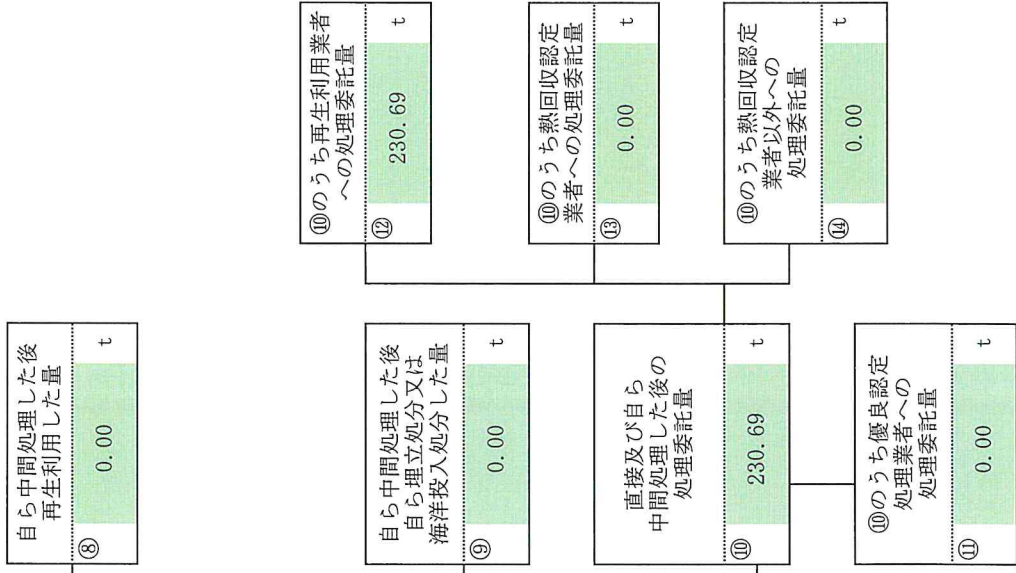 自ら中間処理した後
再生利用した量
⑧
0.00
t
自ら中間処理した後
自ら埋立処分又は
海洋投入処分した量
⑨
0.00
t
直接及び自ら
中間処理した後の
処理委託量
⑩
230.69
t
⑩のうち優良認定
処理業者への
処理委託量
⑪
0.00
t
⑩のうち再生利用業者
への処理委託量
⑫
230.69
t
⑩のうち熱回収認定
業者への処理委託量
⑬
0.00
t
⑩のうち熱回収認定
業者以外への
処理委託量
⑭
0.00
t